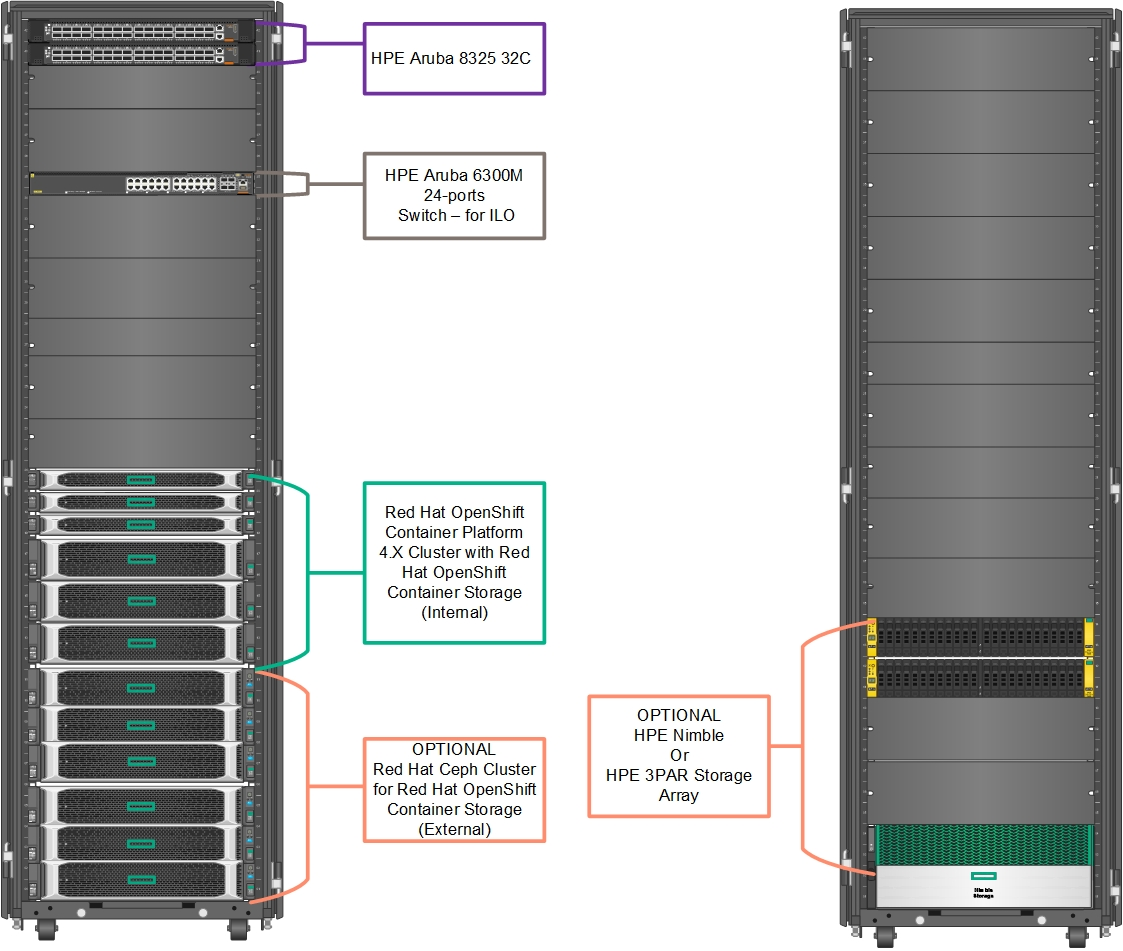 HPE Aruba 8325 32C
HPE Aruba 6300M
24-ports
Switch – for ILO
Red Hat OpenShift
Container Platform
4.X Cluster with Red
Hat OpenShift
Container Storage
(Internal)
OPTIONAL
Red Hat Ceph Cluster
for Red Hat OpenShift
Container Storage
(External)
OPTIONAL
HPE Nimble
Or
HPE 3PAR Storage
Array
Storage